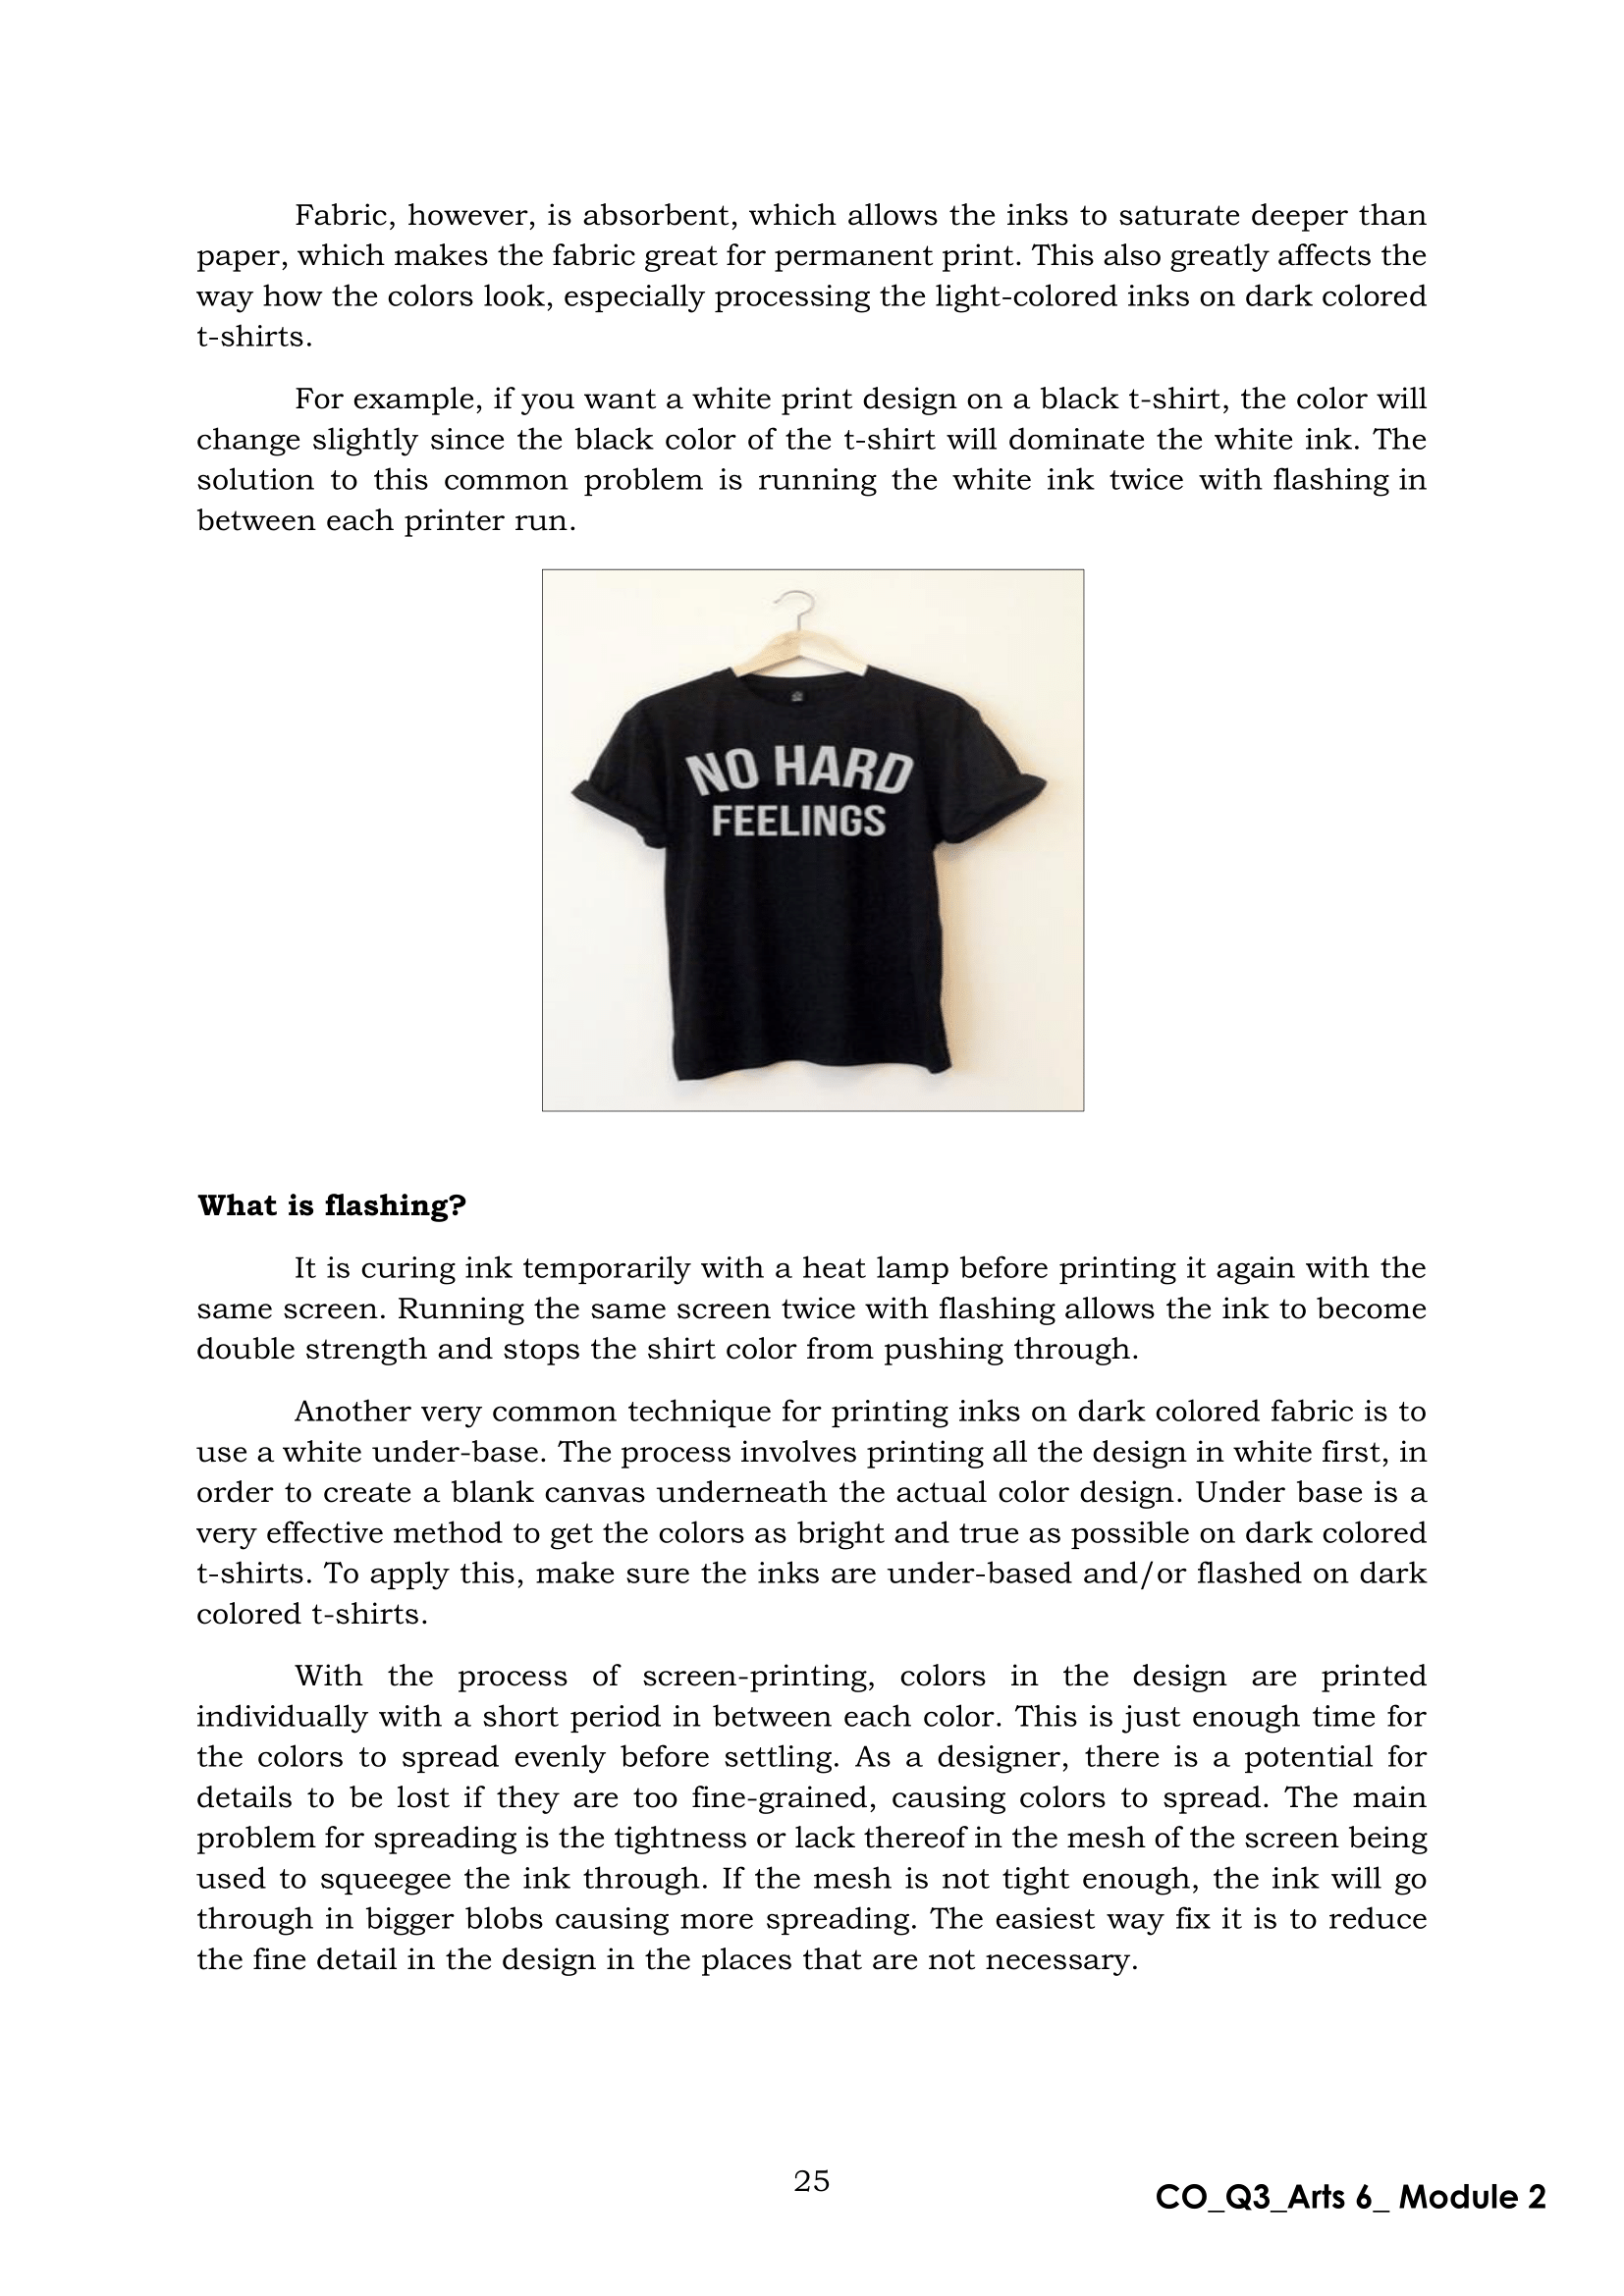 Fabric, however, is absorbent, which allows the inks to saturate deeper than
paper, which makes the fabric great for permanent print. This also greatly affects the
way how the colors look, especially processing the light-colored inks on dark colored
t-shirts.
For example, if you want a white print design on a black t-shirt, the color will
change slightly since the black color of the t-shirt will dominate the white ink. The
solution to this common problem is running the white ink twice with flashing in
between each printer run.
NO HARD
FEELINGS
What is flashing?
It is curing ink temporarily with a heat lamp before printing it again with the
same screen. Running the same screen twice with flashing allows the ink to become
double strength and stops the shirt color from pushing through.
Another very common technique for printing inks on dark colored fabric is to
use a white under-base. The process involves printing all the design in white first, in
order to create a blank canvas underneath the actual color design. Under base is a
very effective method to get the colors as bright and true as possible on dark colored
t-shirts. To apply this, make sure the inks are under-based and/or flashed on dark
colored t-shirts.
With the process of screen-printing, colors in the design are printed
individually with a short period in between each color. This is just enough time for
the colors to spread evenly before settling. As a designer, there is a potential for
details to be lost if they are too fine-grained, causing colors to spread. The main
problem for spreading is the tightness or lack thereof in the mesh of the screen being
used to squeegee the ink through. If the mesh is not tight enough, the ink will go
through in bigger blobs causing more spreading. The easiest way fix it is to reduce
the fine detail in the design in the places that are not necessary.
25
CO_Q3_Arts 6_ Module 2